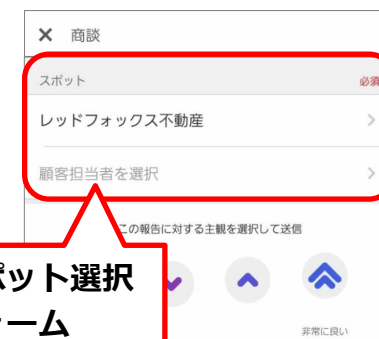 × 商談
スポット 必須
レッドフォックス不動産 >
顧客担当者を選択 >
この報告に対する主観を選択して送信
非常に良い
ポット選択
ォーム